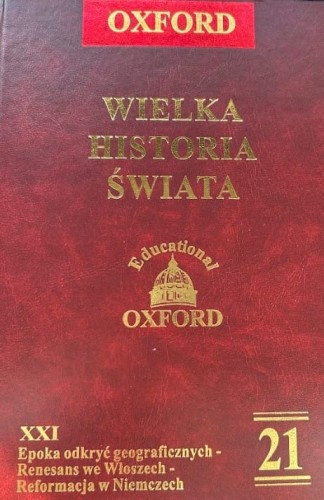 OXFORD
WIELKA
HISTORIA
ŚWIATA
Educational
OXFORD
XXI
Epoka odkryć geograficznych -
Renesans we Włoszech -
Reformacja w Niemczech
21